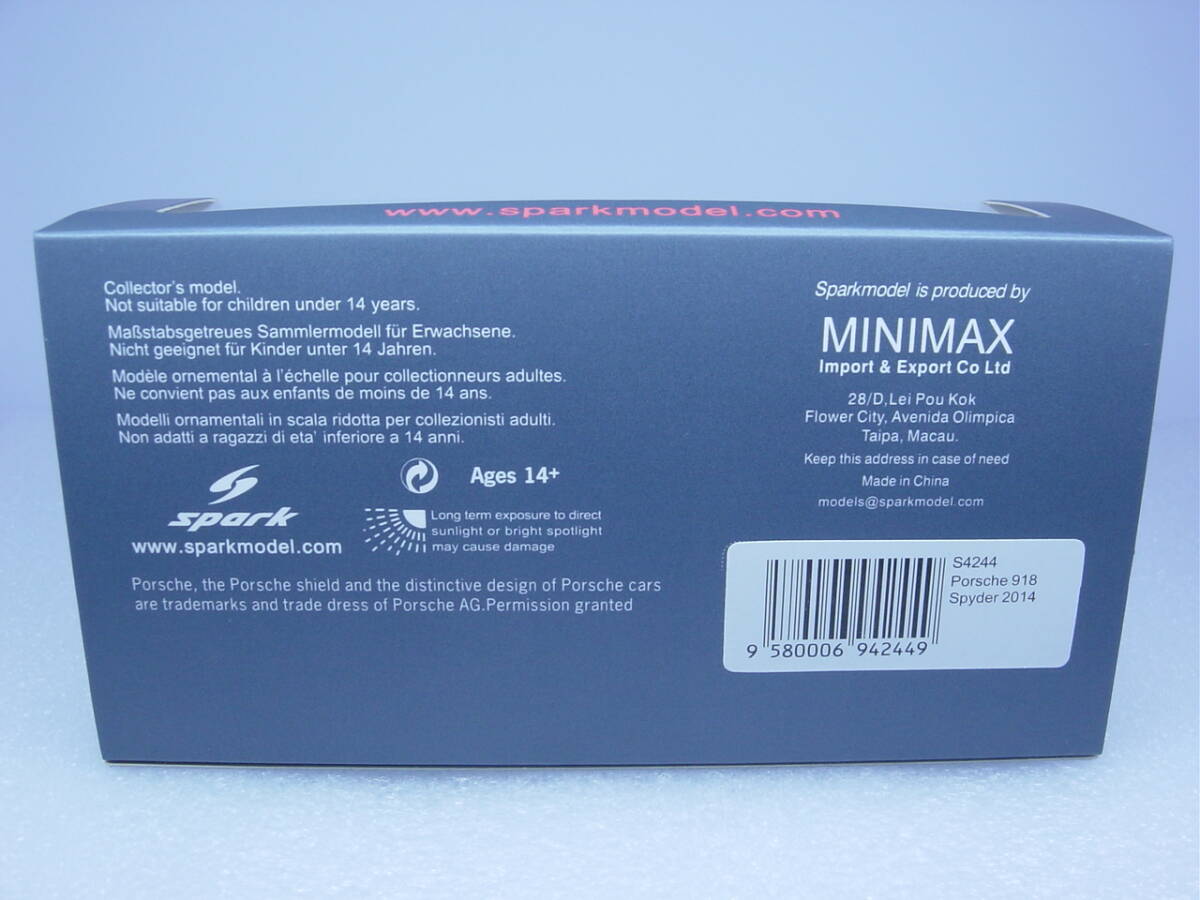 www.sparkmodel.com
Collector's model.
Not suitable for children under 14 years.
Maßstabsgetreues Sammlermodell für Erwachsene.
Nicht geeignet für Kinder unter 14 Jahren.
Modèle ornemental à l'échelle pour collectionneurs adultes.
Ne convient pas aux enfants de moins de 14 ans.
Modelli ornamentali in scala ridotta per collezionisti adulti.
Non adatti a ragazzi di eta' inferiore a 14 anni.
Ages 14+
spark
www.sparkmodel.com
Long term exposure to direct
sunlight or bright spotlight
may cause damage
Porsche, the Porsche shield and the distinctive design of Porsche cars
are trademarks and trade dress of Porsche AG.Permission granted
Sparkmodel is produced by
MINIMAX
Import & Export Co Ltd
28/D,Lei Pou Kok
Flower City, Avenida Olimpica
Taipa, Macau.
Keep this address in case of need
Made in China
models@sparkmodel.com
S4244
Porsche 918
Spyder 2014
9 580006 942449